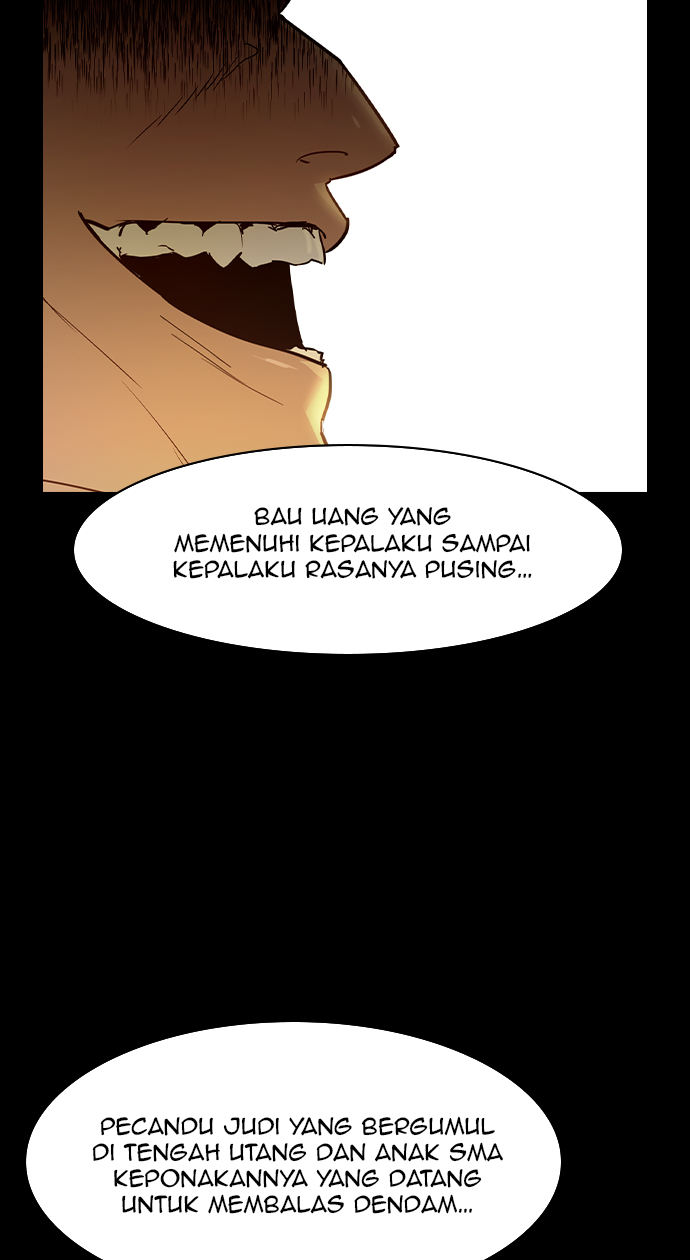 BAU UANG YANG
MEMENUHI KEPALAKU SAMPAI
KEPALAKU RASANYA PUSING...
PECANDU JUDI YANG BERGUMUL
DI TENGAH UTANG DAN ANAK SMA
KEPONAKANNYA YANG DATANG
UNTUK MEMBALAS DENDAM...